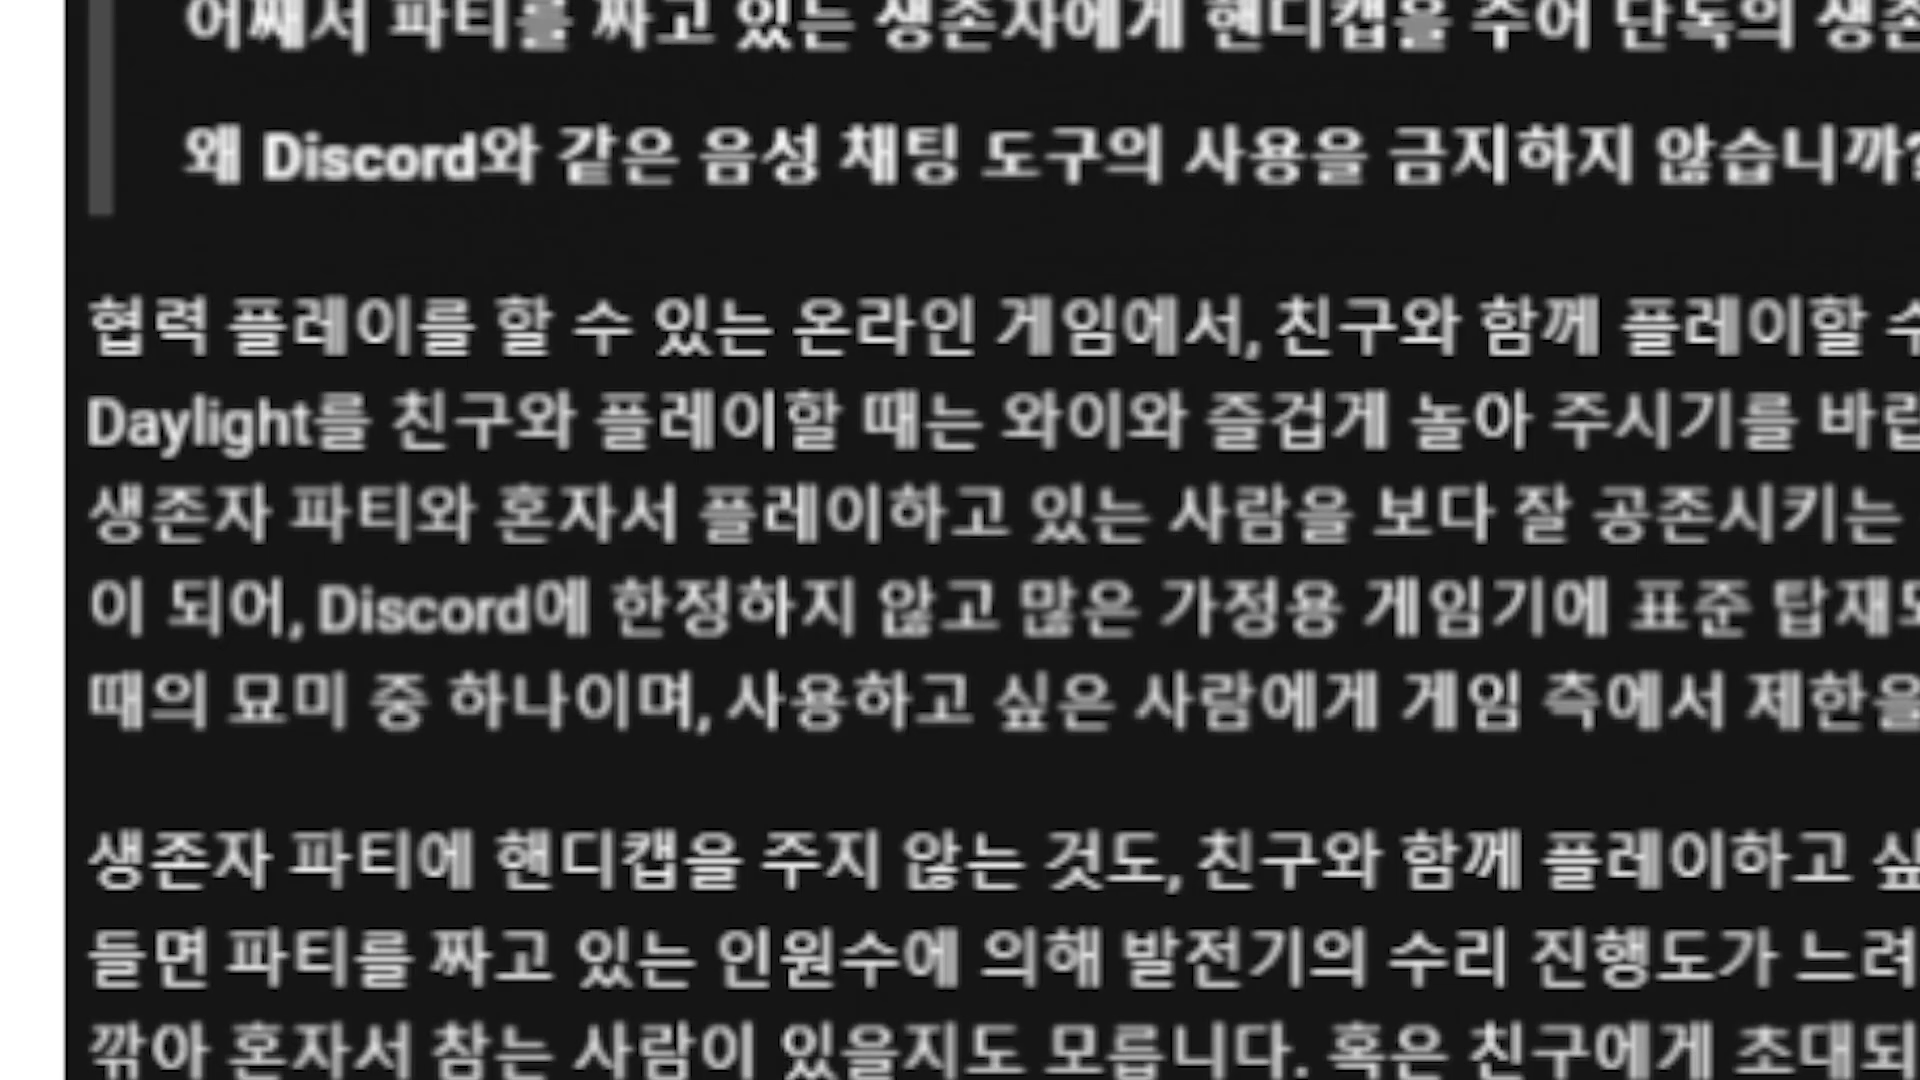 어째서 파티를 짜고 있는 생존자에게 핸디캡을 주어 단독의 생존
왜 Discord와 같은 음성 채팅 도구의 사용을 금지하지 않습니까?
협력 플레이를 할 수 있는 온라인 게임에서, 친구와 함께 플레이할 수
Daylight를 친구와 플레이할 때는 와이와 즐겁게 놀아 주시기를 바랍
생존자 파티와 혼자서 플레이하고 있는 사람을 보다 잘 공존시키는
이 되어, Discord에 한정하지 않고 많은 가정용 게임기에 표준 탑재되
때의 묘미 중 하나이며, 사용하고 싶은 사람에게 게임 측에서 제한을
생존자 파티에 핸디캡을 주지 않는 것도, 친구와 함께 플레이하고 싶
들면 파티를 짜고 있는 인원수에 의해 발전기의 수리 진행도가 느려
깎아 혼자서 참는 사람이 있을지도 모릅니다. 혹은 친구에게 초대되